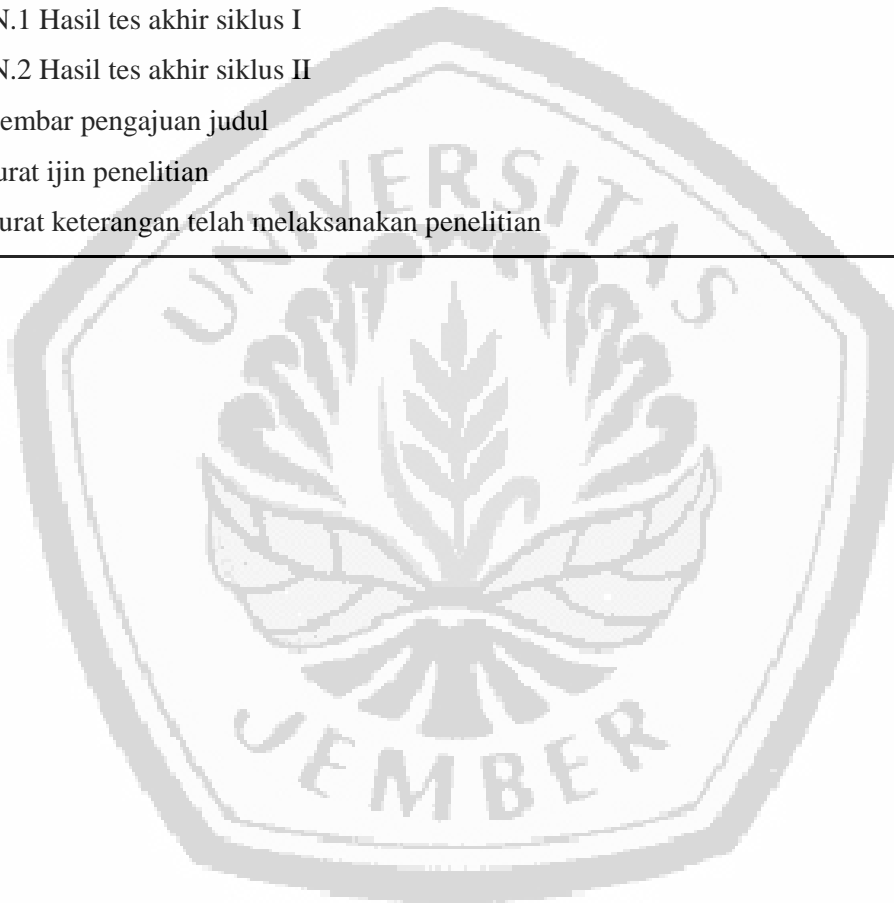 N.1 Hasil tes akhir siklus I
N.2 Hasil tes akhir siklus II
embar pengajuan judul
urat ijin penelitian
urat keterangan telah melaksanakan penelitian
UNIVERSITAS
JEMBER